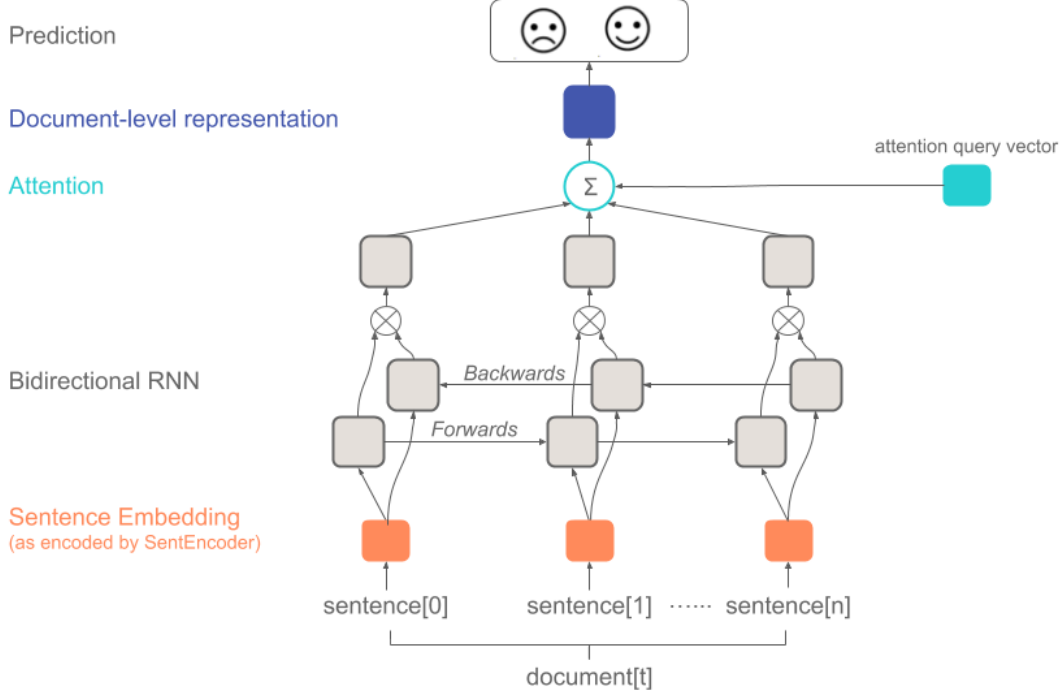 Prediction
Document-level representation
attention query vector
Attention
Σ
Bidirectional RNN
Backwards
Forwards
Sentence Embedding
(as encoded by SentEncoder)
sentence[0]
sentence[1]
......
sentence[n]
document[t]